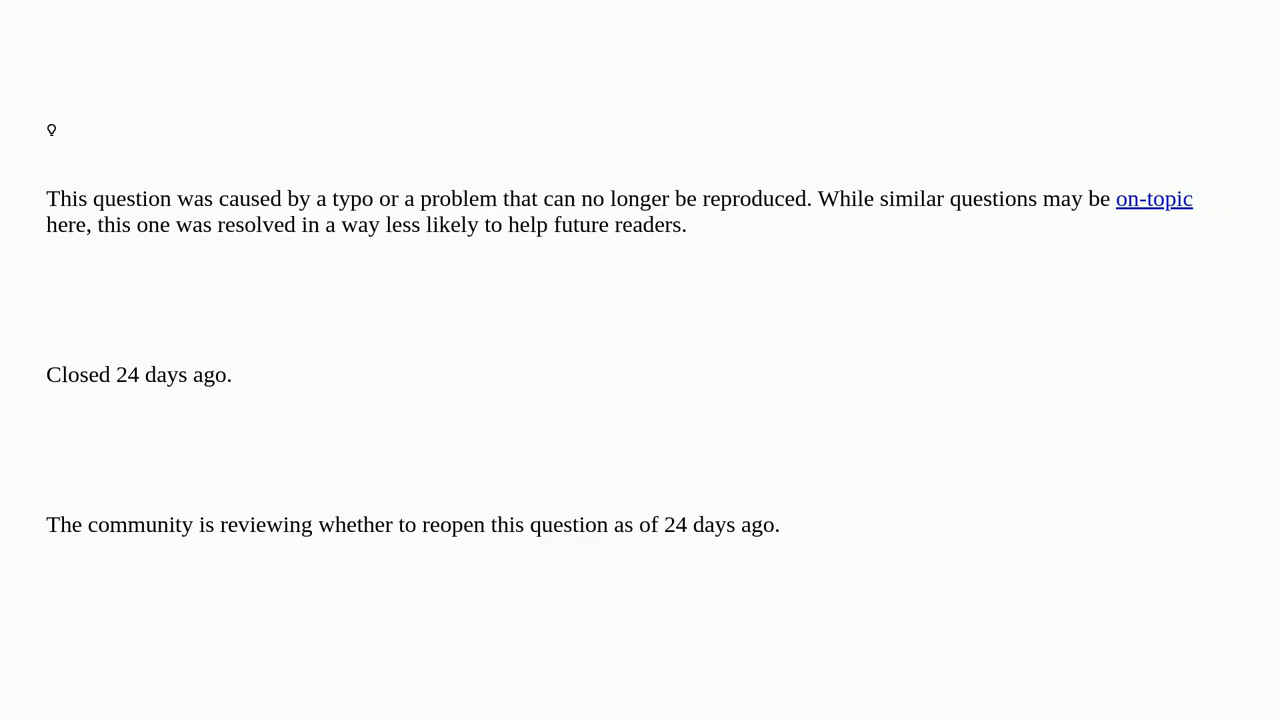 This question was caused by a typo or a problem that can no longer be reproduced. While similar questions may be on-topic
here, this one was resolved in a way less likely to help future readers.
Closed 24 days ago.
The community is reviewing whether to reopen this question as of 24 days ago.